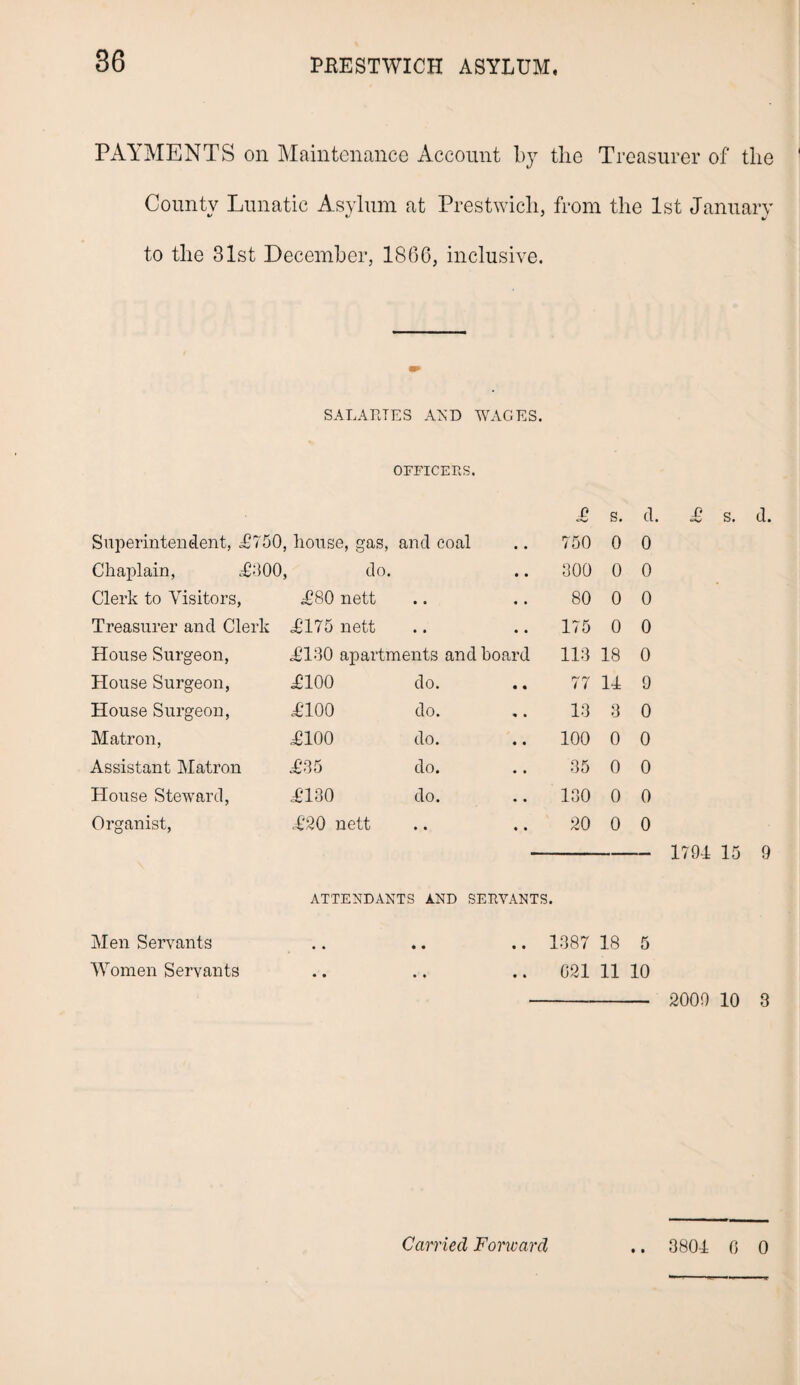 36 PRESTWICH ASYLUM.
PAYMENTS on Maintenance Account by the Treasurer of the
County Lunatic Asylum at Prestwich, from the 1st January
to the 31st December, 1866, inclusive.
SALARIES AND WAGES.
OFFICERS.
£ s. d. £ s. d.
Superintendent, £750, house, gas, and coal .. 750 0 0
Chaplain, £300, do. .. 300 0 0
Clerk to Visitors, £80 nett .. .. 80 0 0
Treasurer and Clerk £175 nett .. .. 175 0 0
House Surgeon, £130 apartments and board 113 18 0
House Surgeon, £100 do. .. 77 14 9
House Surgeon, £100 do. .. 13 3 0
Matron, £100 do. .. 100 0 0
Assistant Matron £35 do. .. 35 0 0
House Steward, £130 do. .. 130 0 0
Organist, £20 nett .. .. 20 0 0
1794 15 9
ATTENDANTS AND SERVANTS.
Men Servants .. .. .. 1387 18 5
Women Servants .. .. .. 621 11 10
2009 10 3
Carried Forward .. 3804 6 0